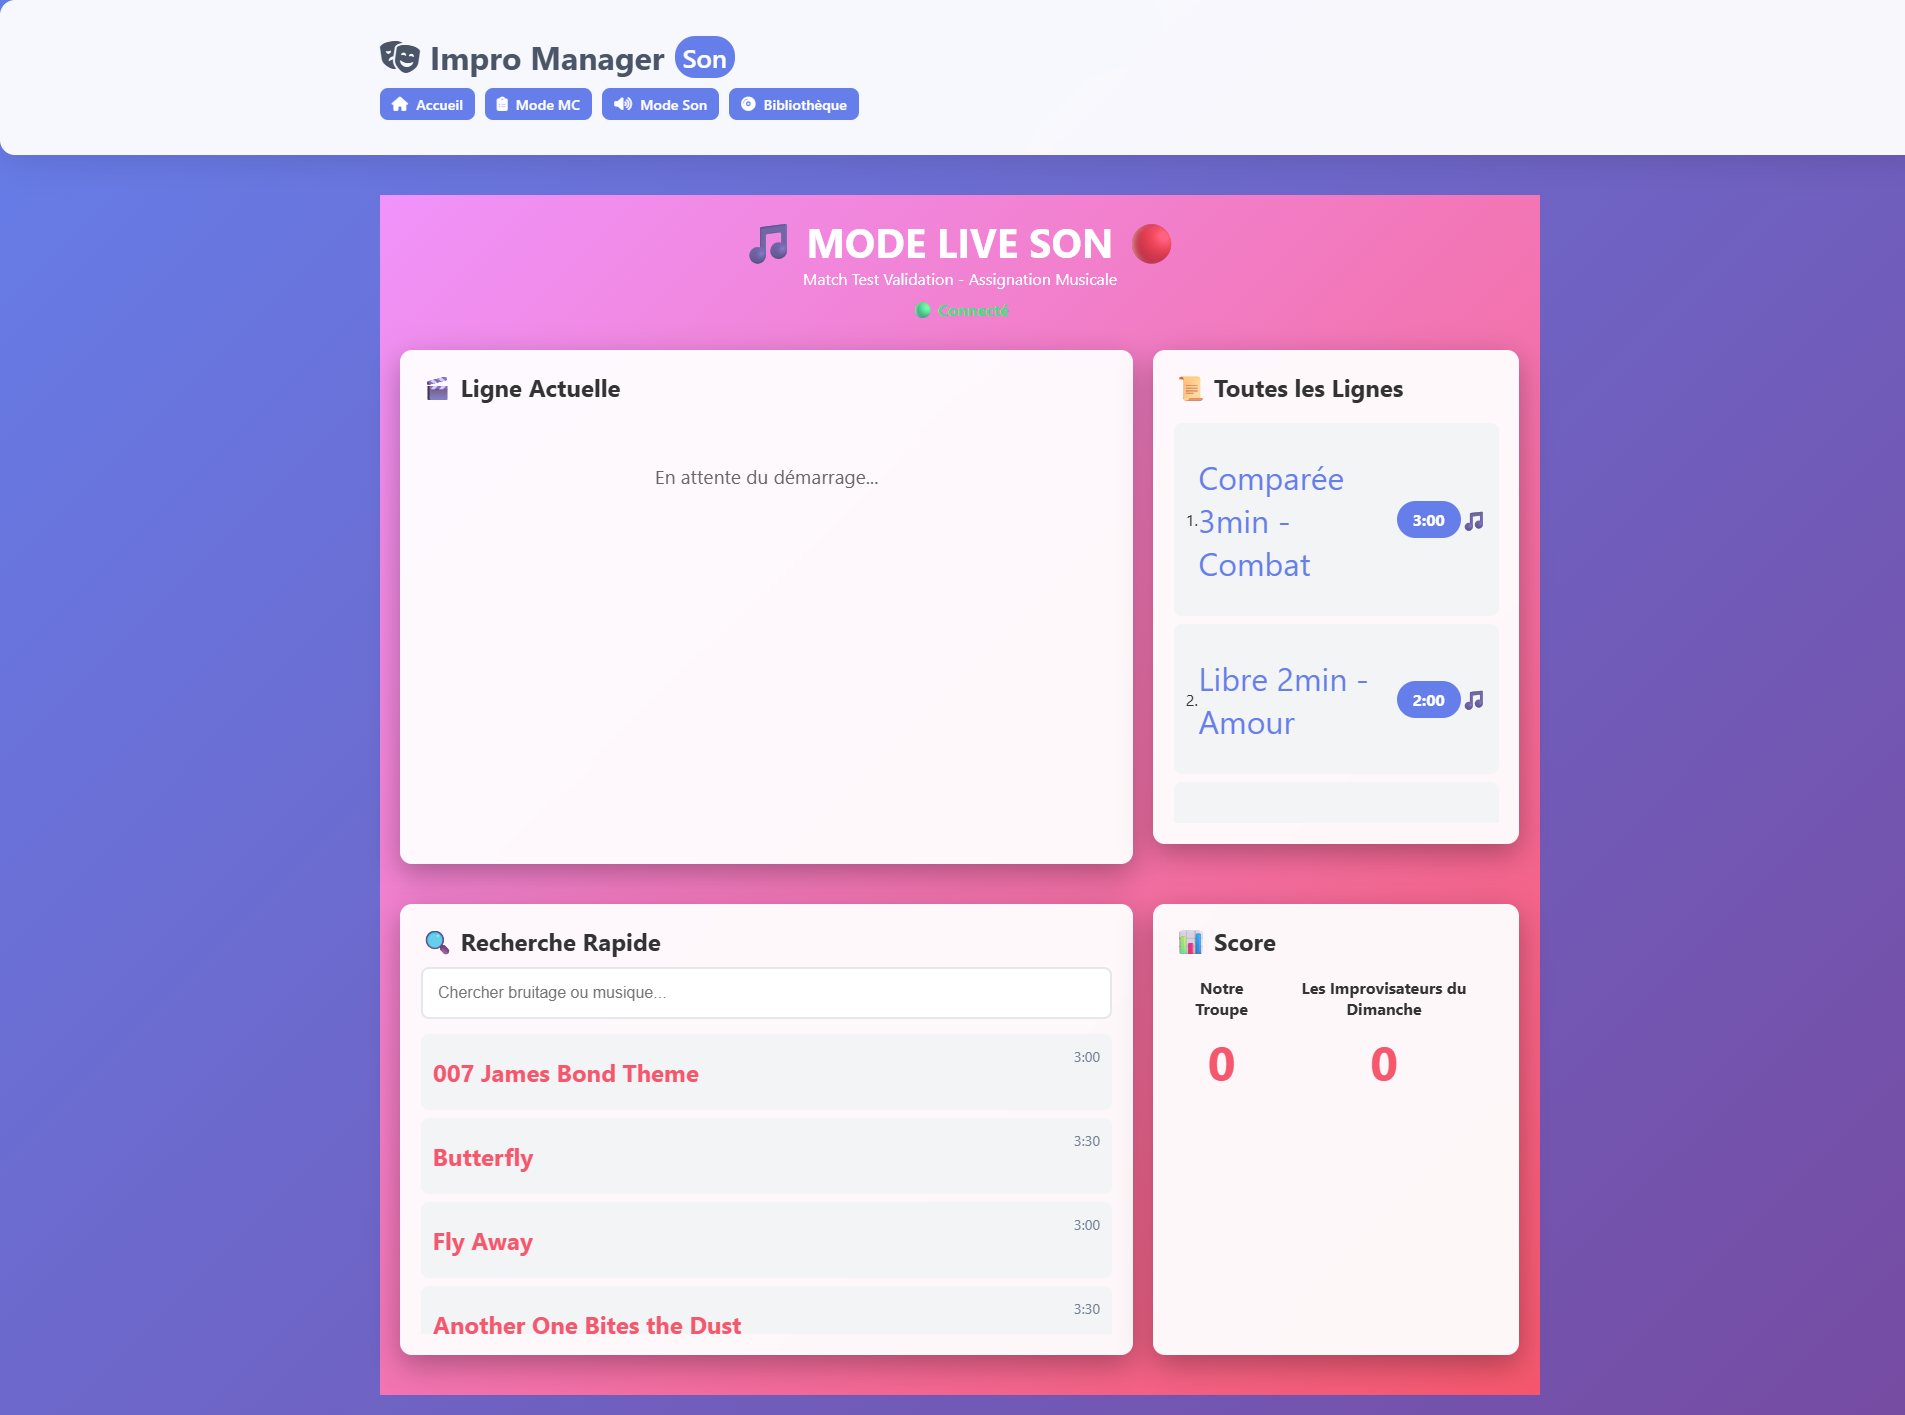 Impro Manager Son
Accueil
Mode MC
Mode Son
Bibliothèque
MODE LIVE SON
Match Test Validation - Assignation Musicale
Connecté
Ligne Actuelle
En attente du démarrage...
Toutes les Lignes
1.
Comparée
3min -
Combat
3:00
2.
Libre 2min -
Amour
2:00
Recherche Rapide
Chercher bruitage ou musique...
007 James Bond Theme
3:00
Butterfly
3:30
Fly Away
3:00
Another One Bites the Dust
3:30
Score
Notre
Troupe
0
Les Improvisateurs du
Dimanche
0